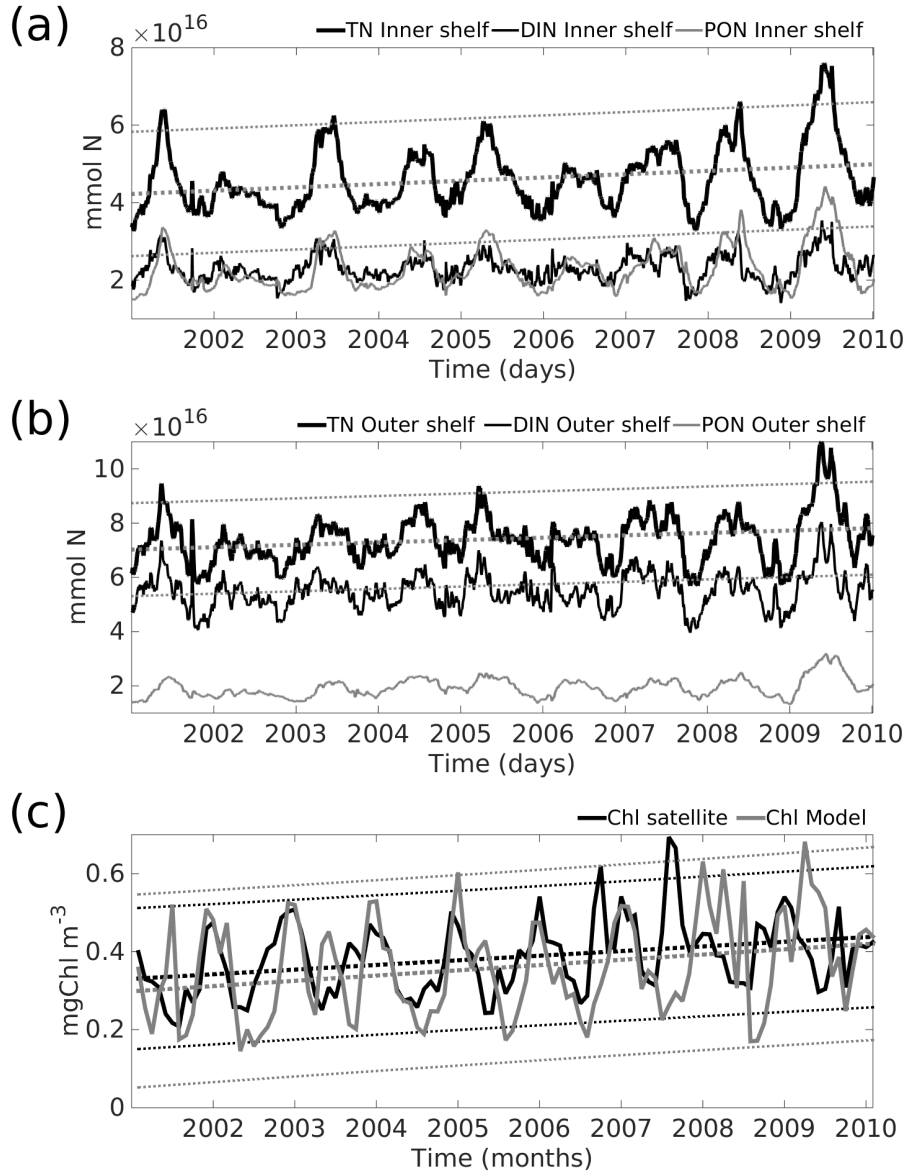 (a)
×10^16
TN Inner shelf DIN Inner shelf PON Inner shelf
8
6
4
2
mmol N
2002 2003 2004 2005 2006 2007 2008 2009 2010
Time (days)
(b)
×10^16
TN Outer shelf DIN Outer shelf PON Outer shelf
10
8
6
4
2
mmol N
2002 2003 2004 2005 2006 2007 2008 2009 2010
Time (days)
(c)
Chl satellite Chl Model
0.6
0.4
0.2
0
mgChl m^-3
2002 2003 2004 2005 2006 2007 2008 2009 2010
Time (months)